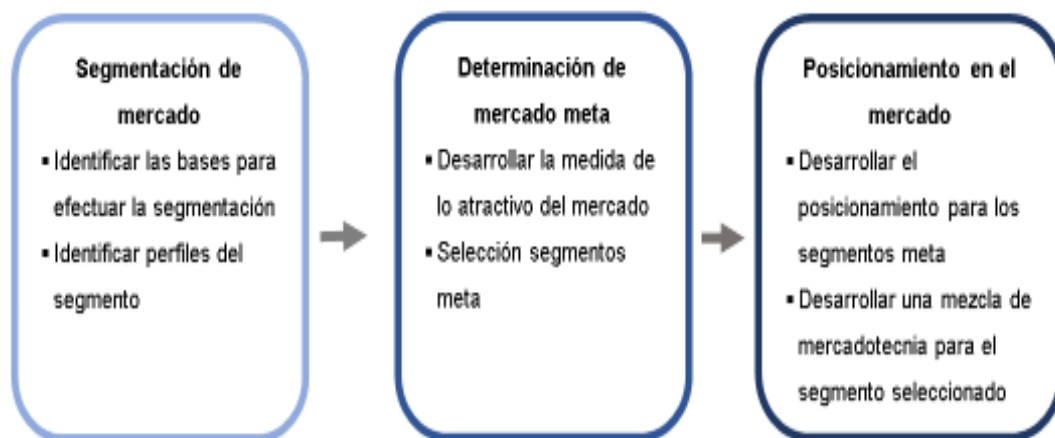 Segmentación de
mercado
▪ Identificar las bases para
efectuar la segmentación
▪ Identificar perfiles del
segmento
Determinación de
mercado meta
▪ Desarrollar la medida de
lo atractivo del mercado
▪ Selección segmentos
meta
Posicionamiento en el
mercado
▪ Desarrollar el
posicionamiento para los
segmentos meta
▪ Desarrollar una mezcla de
mercadotecnia para el
segmento seleccionado